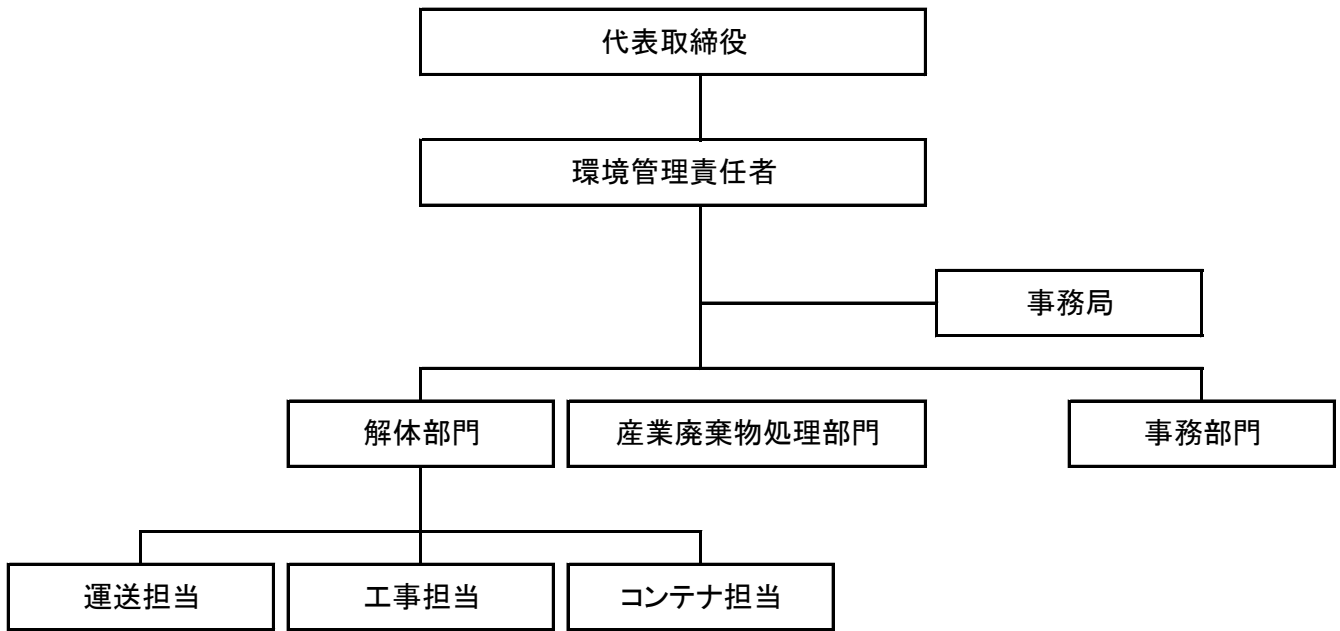 代表取締役
環境管理責任者
事務局
解体部門
産業廃棄物処理部門
事務部門
運送担当
工事担当
コンテナ担当